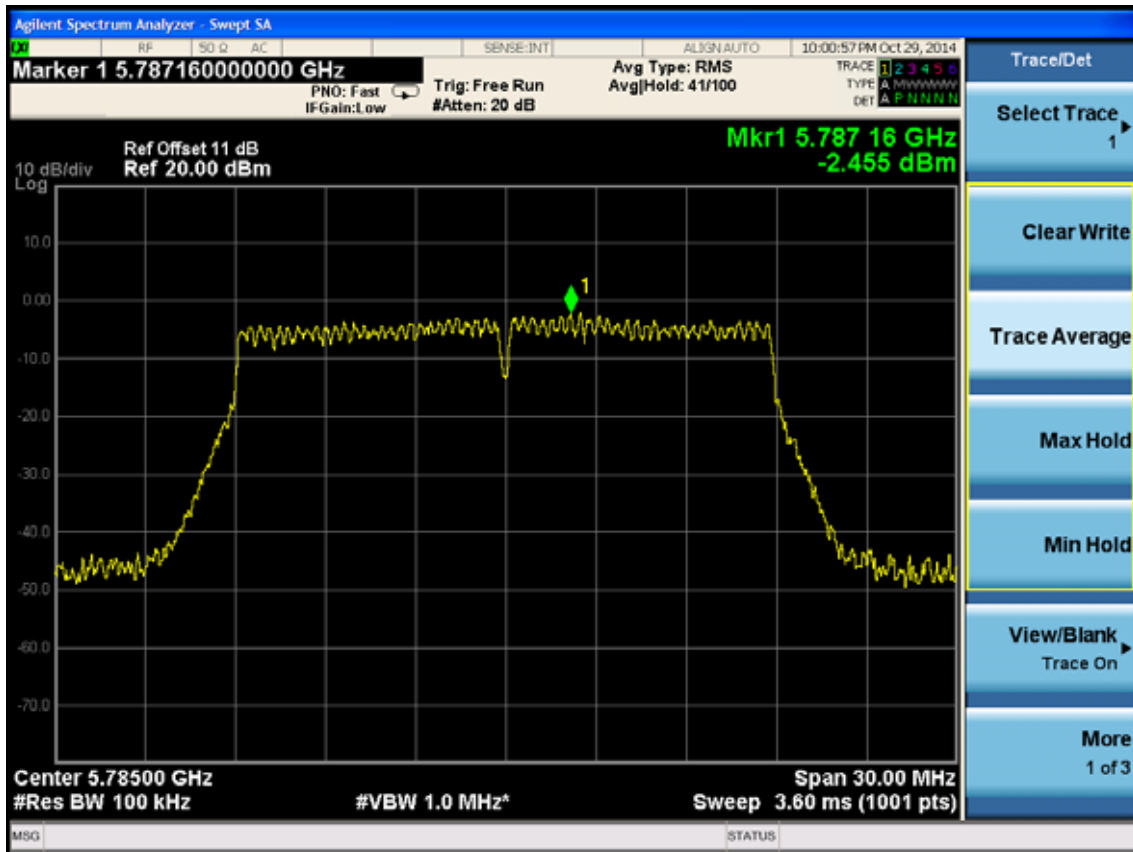 Agilent Spectrum Analyzer - Swept SA
RF 50 Ω AC SENSE:INT ALIGNAUTO 10:00:57 PM Oct 29, 2014
Marker 1 5.787160000000 GHz
PNO: Fast
IFGain:Low
Trig: Free Run
#Atten: 20 dB
Avg Type: RMS
Avg|Hold: 41/100
TRACE 1 2 3 4 5 6
TYPE A MWWWWW
DET A P N N N N
Mkr1 5.787 16 GHz
-2.455 dBm
Ref Offset 11 dB
10 dB/div Ref 20.00 dBm
Log
10.0
0.00
-10.0
-20.0
-30.0
-40.0
-50.0
-60.0
-70.0
1
Center 5.78500 GHz Span 30.00 MHz
#Res BW 100 kHz #VBW 1.0 MHz* Sweep 3.60 ms (1001 pts)
MSG STATUS
Trace/Det
Select Trace
1
Clear Write
Trace Average
Max Hold
Min Hold
View/Blank
Trace On
More
1 of 3